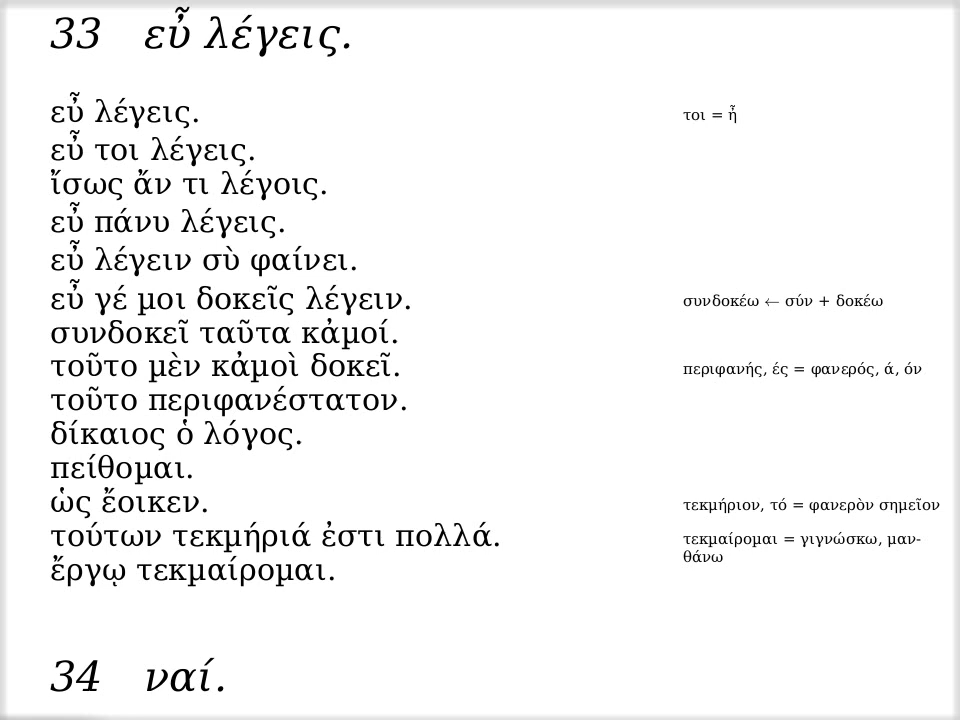 33 εὖ λέγεις.
εὖ λέγεις.
τοι = ἦ
εὖ τοι λέγεις.
ἴσως ἄν τι λέγοις.
εὖ πάνυ λέγεις.
εὖ λέγειν σὺ φαίνει.
εὖ γέ μοι δοκεῖς λέγειν.
συνδοκέω ← σύν + δοκέω
συνδοκεῖ ταῦτα κἀμοί.
τοῦτο μὲν κἀμοὶ δοκεῖ.
περιφανής, ές = φανερός, ά, όν
τοῦτο περιφανέστατον.
δίκαιος ὁ λόγος.
πείθομαι.
ὡς ἔοικεν.
τεκμήριον, τό = φανερὸν σημεῖον
τούτων τεκμήριά ἐστι πολλά.
τεκμαίρομαι = γιγνώσκω, μαν-
θάνω
ἔργῳ τεκμαίρομαι.
34 ναί.